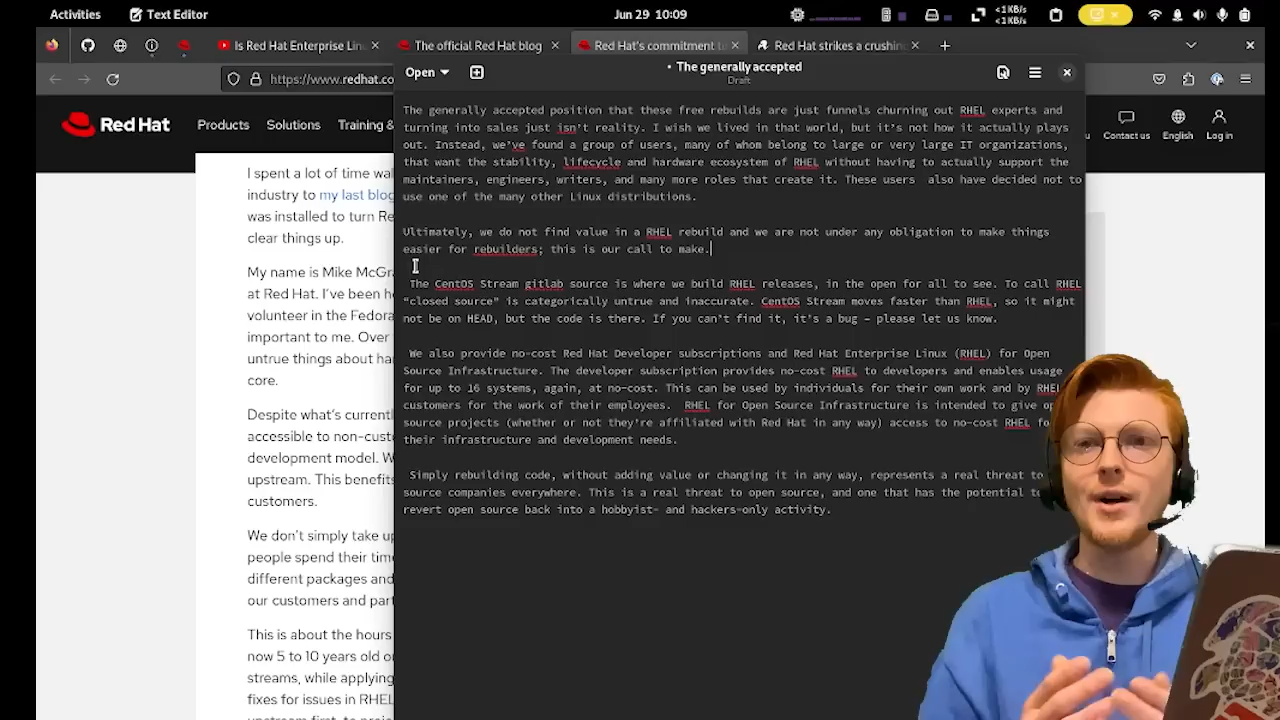 Activities
Text Editor
Jun 29 10:09
<1 KB/s
<1 KB/s
Is Red Hat Enterprise Lin
The official Red Hat blog
Red Hat's commitment to
Red Hat strikes a crushin
https://www.redhat.co
Open
• The generally accepted
Draft
Red Hat
Products
Solutions
Training &
Contact us
English
Log in
I spent a lot of time wa
industry to my last blog
was installed to turn Re
clear things up.
My name is Mike McGra
at Red Hat. I've been h
volunteer in the Fedora
important to me. Over
untrue things about har
core.
Despite what's current
accessible to non-custo
development model. W
upstream. This benefits
customers.
We don't simply take up
people spend their time
different packages and
our customers and part
This is about the hours
now 5 to 10 years old or
streams, while applying
fixes for issues in RHEL
The generally accepted position that these free rebuilds are just funnels churning out RHEL experts and
turning into sales just isn't reality. I wish we lived in that world, but it's not how it actually plays
out. Instead, we've found a group of users, many of whom belong to large or very large IT organizations,
that want the stability, lifecycle and hardware ecosystem of RHEL without having to actually support the
maintainers, engineers, writers, and many more roles that create it. These users  also have decided not to
use one of the many other Linux distributions.
Ultimately, we do not find value in a RHEL rebuild and we are not under any obligation to make things
easier for rebuilders; this is our call to make.
The CentOS Stream gitlab source is where we build RHEL releases, in the open for all to see. To call RHEL
“closed source” is categorically untrue and inaccurate. CentOS Stream moves faster than RHEL, so it might
not be on HEAD, but the code is there. If you can't find it, it's a bug – please let us know.
We also provide no-cost Red Hat Developer subscriptions and Red Hat Enterprise Linux (RHEL) for Open
Source Infrastructure. The developer subscription provides no-cost RHEL to developers and enables usage
for up to 16 systems, again, at no-cost. This can be used by individuals for their own work and by RHEL
customers for the work of their employees.  RHEL for Open Source Infrastructure is intended to give op
source projects (whether or not they're affiliated with Red Hat in any way) access to no-cost RHEL fo
their infrastructure and development needs.
Simply rebuilding code, without adding value or changing it in any way, represents a real threat to
source companies everywhere. This is a real threat to open source, and one that has the potential to
revert open source back into a hobbyist- and hackers-only activity.